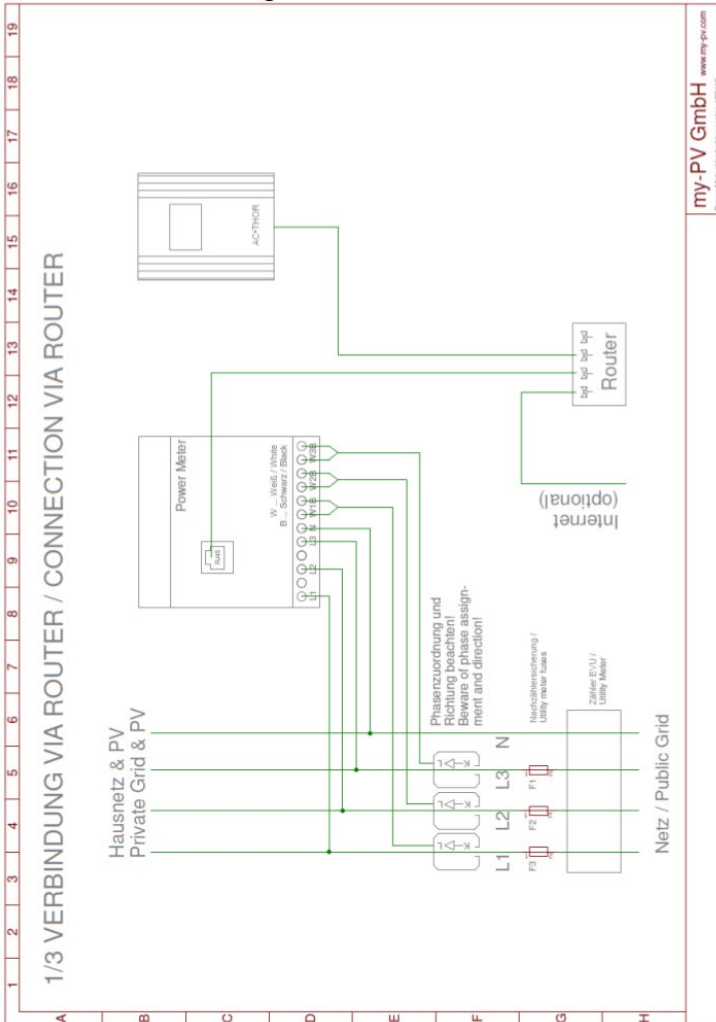 1/3 VERBINDUNG VIA ROUTER / CONNECTION VIA ROUTER
1 2 3 4 5 6 7 8 9 10 11 12 13 14 15 16 17 18 19
A
B
C
D
E
F
G
H
Hausnetz & PV
Private Grid & PV
Power Meter
RJ45
W ... Weiß / White
B ... Schwarz / Black
L1 L2 L3 N W1B W2B W3B
AC•THOR
Phasenzuordnung und
Richtung beachten!
Beware of phase assign-
ment and direction!
L1 L2 L3 N
Nachzählersicherung /
Utility meter fuses
F3 F2 F1
Zähler EVU /
Utility Meter
Netz / Public Grid
Internet
(optional)
Router
my-PV GmbH www.my-pv.com